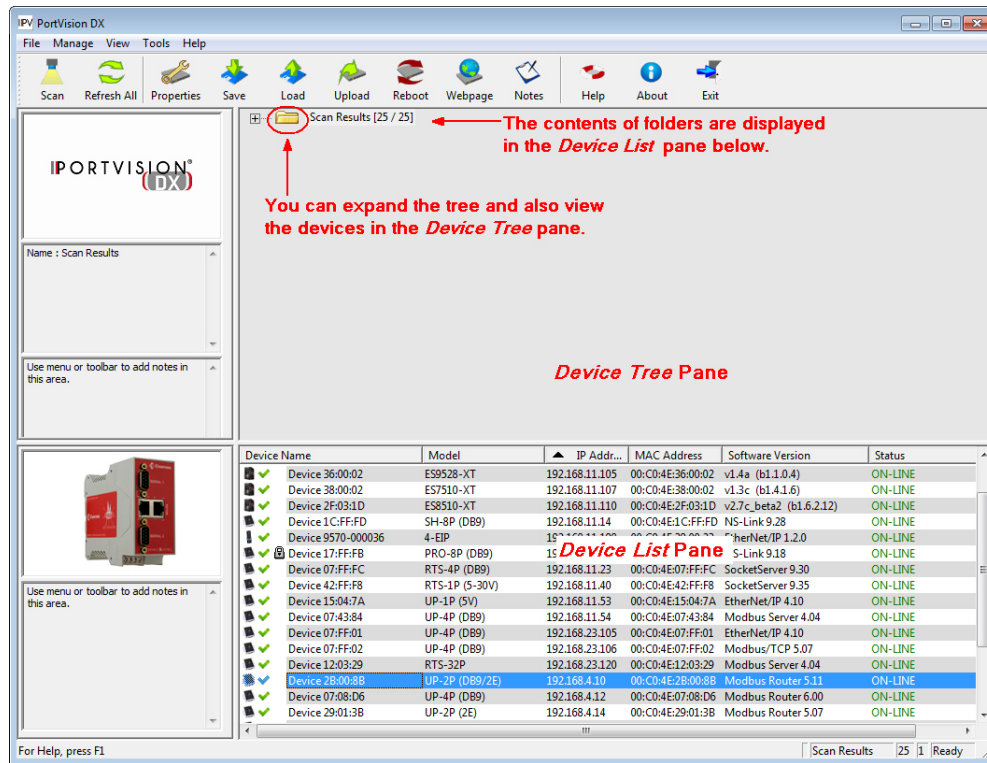 IPV PortVision DX
File Manage View Tools Help
Scan Refresh All Properties Save Load Upload Reboot Webpage Notes Help About Exit
Scan Results [25 / 25]
The contents of folders are displayed
in the Device List pane below.
PORTVISION®
DX
You can expand the tree and also view
the devices in the Device Tree pane.
Name : Scan Results
Use menu or toolbar to add notes in
this area.
Device Tree Pane
Device Name Model IP Addr... MAC Address Software Version Status
Device 36:00:02 ES9528-XT 192.168.11.105 00:C0:4E:36:00:02 v1.4a (b1.1.0.4) ON-LINE
Device 38:00:02 ES7510-XT 192.168.11.107 00:C0:4E:38:00:02 v1.3c (b1.4.1.6) ON-LINE
Device 2F:03:1D ES8510-XT 192.168.11.110 00:C0:4E:2F:03:1D v2.7c_beta2 (b1.6.2.12) ON-LINE
Device 1C:FF:FD SH-8P (DB9) 192.168.11.14 00:C0:4E:1C:FF:FD NS-Link 9.28 ON-LINE
Device 9570-000036 4-EIP EtherNet/IP 1.2.0 ON-LINE
Device 17:FF:FB PRO-8P (DB9) Device List Pane S-Link 9.18 ON-LINE
Device 07:FF:FC RTS-4P (DB9) 192.168.11.23 00:C0:4E:07:FF:FC SocketServer 9.30 ON-LINE
Device 42:FF:F8 RTS-1P (5-30V) 192.168.11.40 00:C0:4E:42:FF:F8 SocketServer 9.35 ON-LINE
Device 15:04:7A UP-1P (5V) 192.168.11.53 00:C0:4E:15:04:7A EtherNet/IP 4.10 ON-LINE
Device 07:43:84 UP-4P (DB9) 192.168.11.54 00:C0:4E:07:43:84 Modbus Server 4.04 ON-LINE
Device 07:FF:01 UP-4P (DB9) 192.168.23.105 00:C0:4E:07:FF:01 EtherNet/IP 4.10 ON-LINE
Device 07:FF:02 UP-4P (DB9) 192.168.23.106 00:C0:4E:07:FF:02 Modbus/TCP 5.07 ON-LINE
Device 12:03:29 RTS-32P 192.168.23.120 00:C0:4E:12:03:29 Modbus Server 4.04 ON-LINE
Device 2B:00:8B UP-2P (DB9/2E) 192.168.4.10 00:C0:4E:2B:00:8B Modbus Router 5.11 ON-LINE
Device 07:08:D6 UP-4P (DB9) 192.168.4.12 00:C0:4E:07:08:D6 Modbus Router 6.00 ON-LINE
Device 29:01:3B UP-2P (2E) 192.168.4.14 00:C0:4E:29:01:3B Modbus Router 5.07 ON-LINE
Use menu or toolbar to add notes in
this area.
For Help, press F1 Scan Results 25 1 Ready